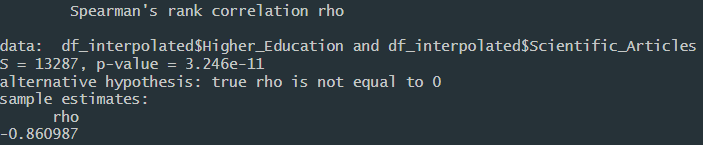 Spearman's rank correlation rho
data: df_interpolated$Higher_Education and df_interpolated$Scientific_Articles
S = 13287, p-value = 3.246e-11
alternative hypothesis: true rho is not equal to 0
sample estimates:
rho
-0.860987